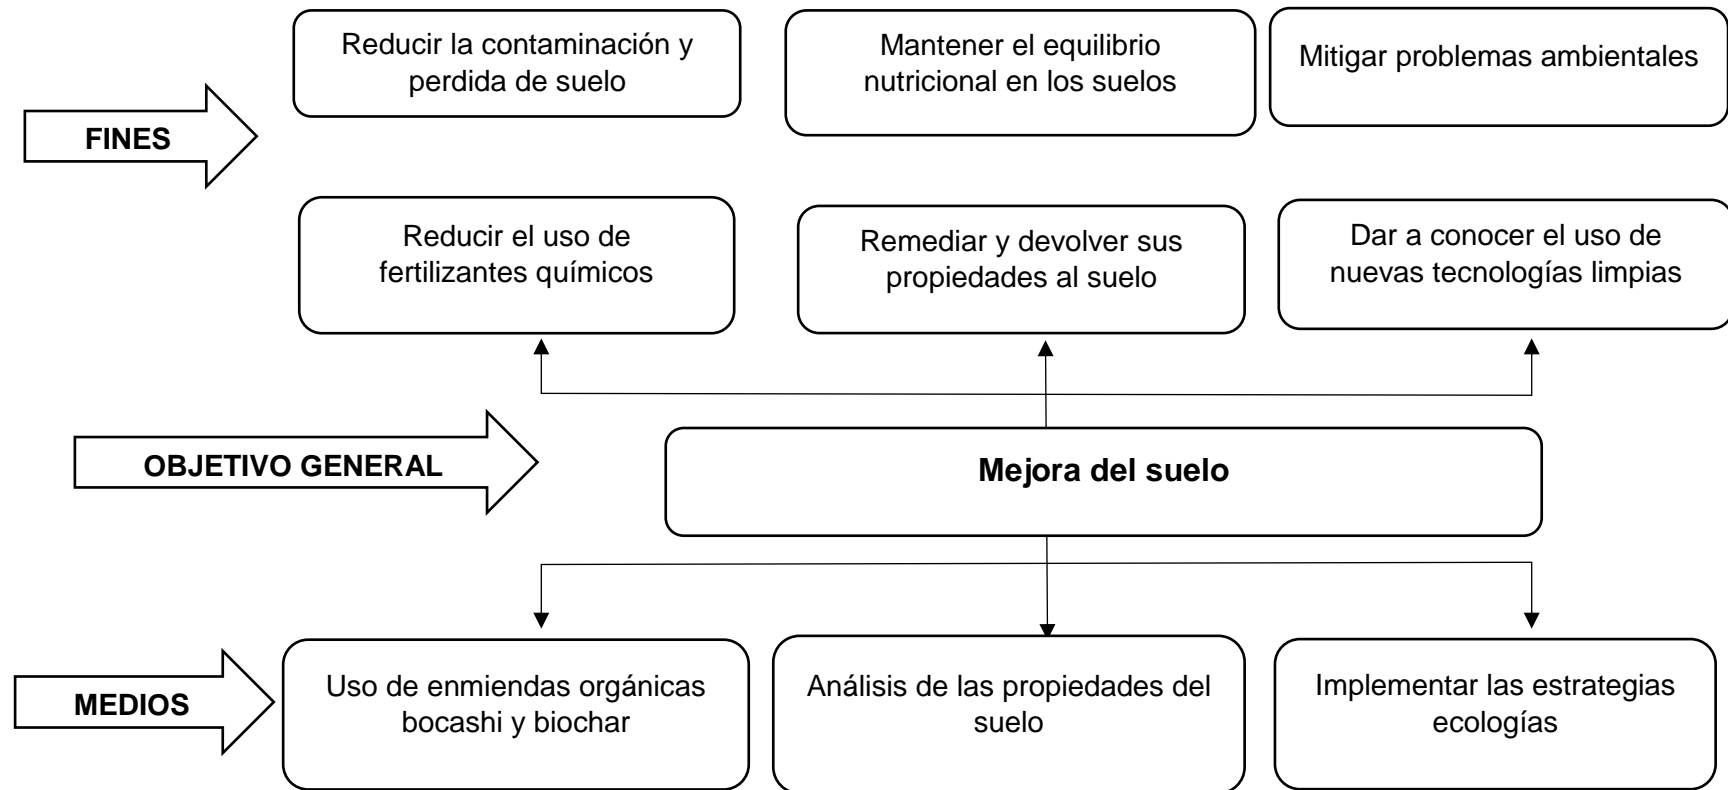 Reducir la contaminación y
perdida de suelo
Mantener el equilibrio
nutricional en los suelos
Mitigar problemas ambientales
FINES
Reducir el uso de
fertilizantes químicos
Remediar y devolver sus
propiedades al suelo
Dar a conocer el uso de
nuevas tecnologías limpias
OBJETIVO GENERAL
Mejora del suelo
MEDIOS
Uso de enmiendas orgánicas
bocashi y biochar
Análisis de las propiedades del
suelo
Implementar las estrategias
ecologías